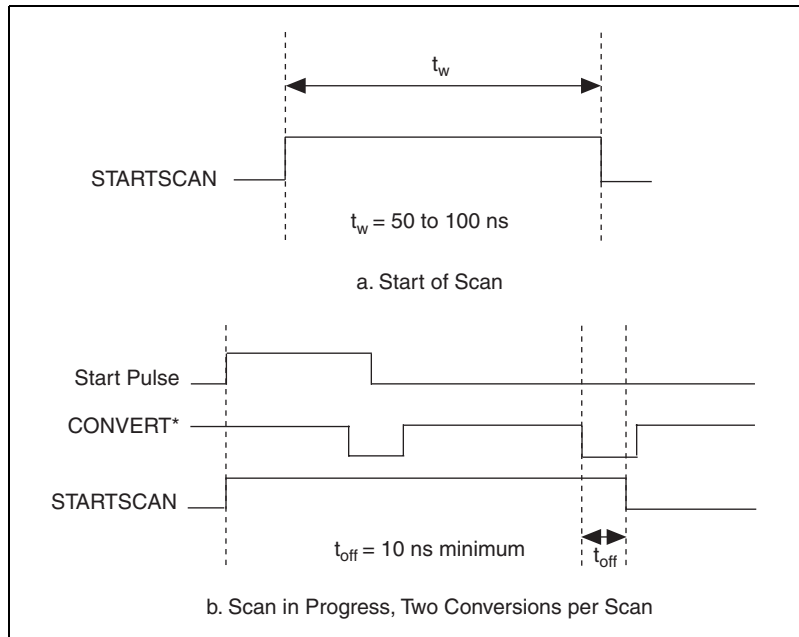 t_w
STARTSCAN
t_w = 50 to 100 ns
a. Start of Scan
Start Pulse
CONVERT*
STARTSCAN
t_off = 10 ns minimum
t_off
b. Scan in Progress, Two Conversions per Scan